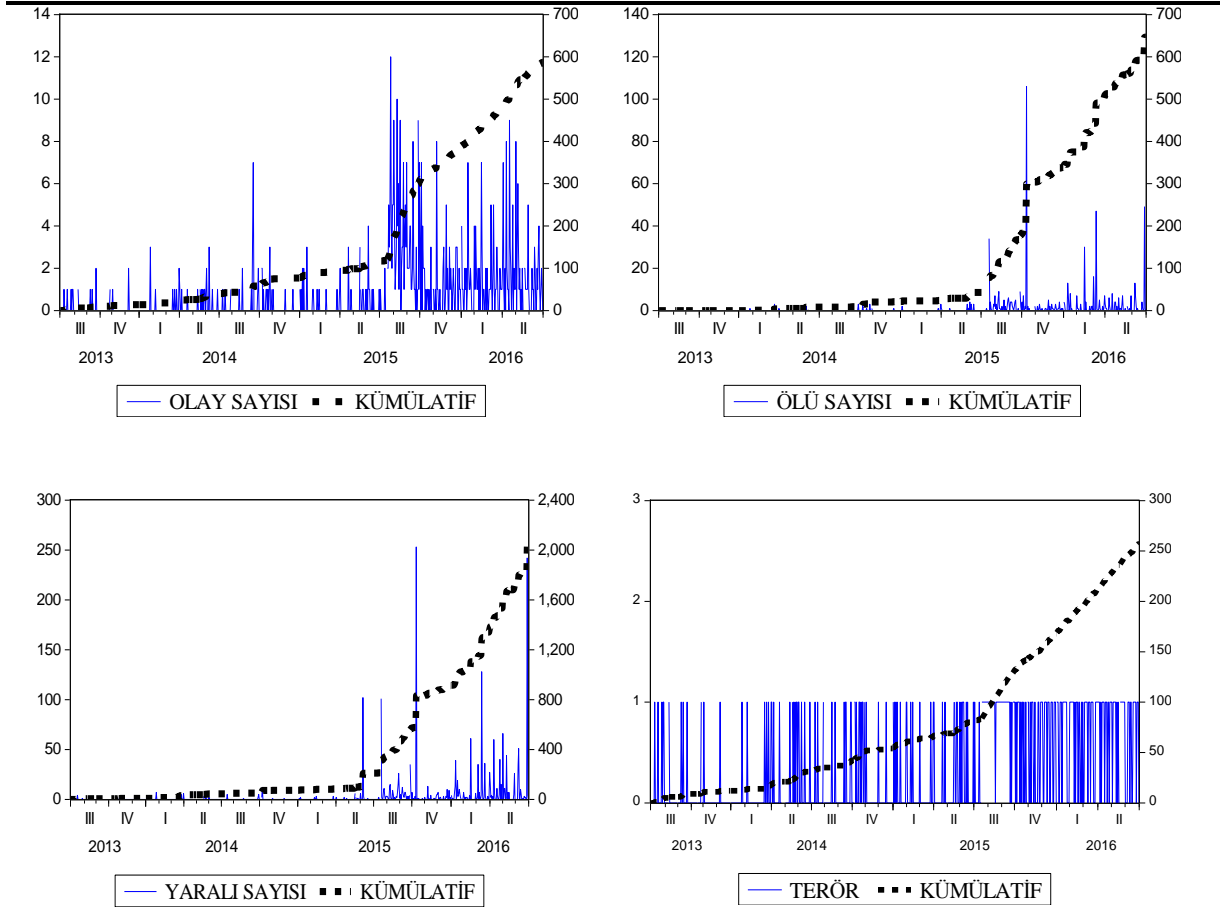 14 700 140 700
12 600 120 600
10 500 100 500
8 400 80 400
6 300 60 300
4 200 40 200
2 100 20 100
0 0 0 0
III IV I II III IV I II III IV I II III IV I II III IV I II III IV I II
2013 2014 2015 2016 2013 2014 2015 2016
OLAY SAYISI KÜMÜLATİF ÖLÜ SAYISI KÜMÜLATİF
300 2,400 3 300
250 2,000 250
200 1,600 2 200
150 1,200 150
100 800 1 100
50 400 50
0 0 0 0
III IV I II III IV I II III IV I II III IV I II III IV I II III IV I II
2013 2014 2015 2016 2013 2014 2015 2016
YARALI SAYISI KÜMÜLATİF TERÖR KÜMÜLATİF